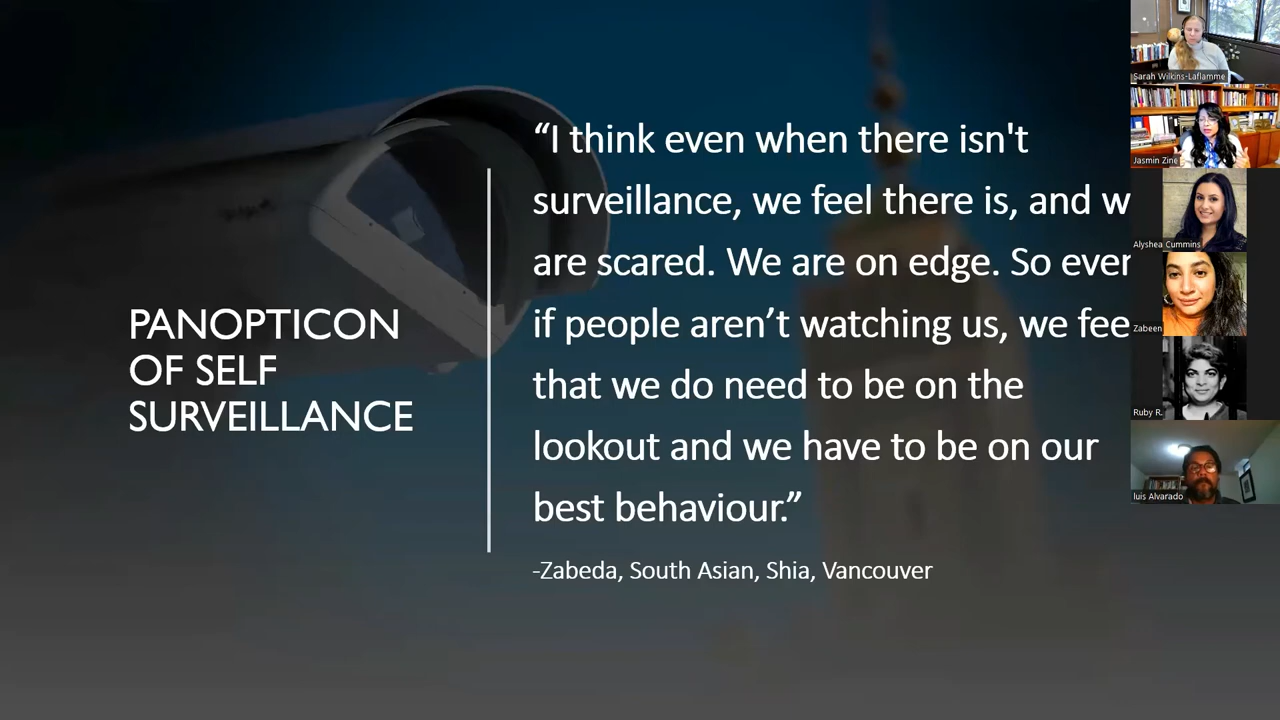 PANOPTICON
OF SELF
SURVEILLANCE
“I think even when there isn't
surveillance, we feel there is, and w
are scared. We are on edge. So ever
if people aren’t watching us, we fee
that we do need to be on the
lookout and we have to be on our
best behaviour.”
-Zabeda, South Asian, Shia, Vancouver
Sarah Wilkins-Laflamme
Jasmin Zine
Alyshea Cummins
Zabeen
Ruby R.
luis Alvarado